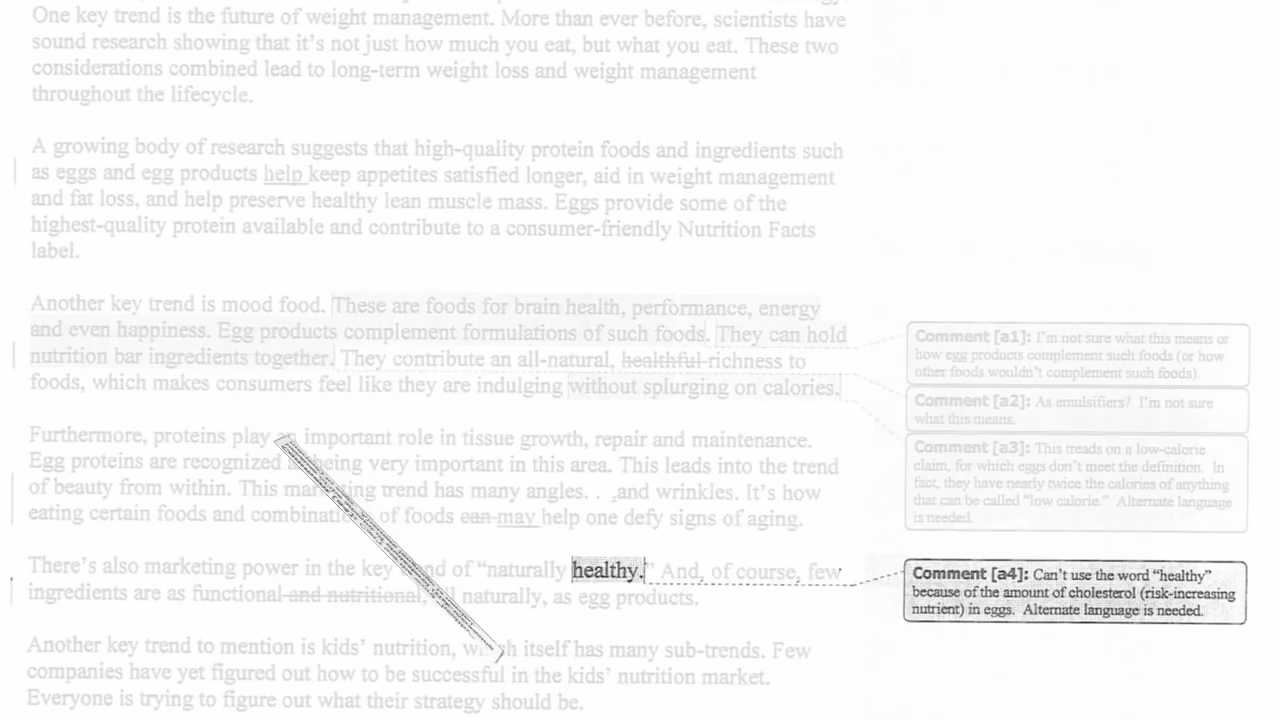 One key trend is the future of weight management. More than ever before, scientists have
sound research showing that it's not just how much you eat, but what you eat. These two
considerations combined lead to long-term weight loss and weight management
throughout the lifecycle.
A growing body of research suggests that high-quality protein foods and ingredients such
as eggs and egg products help keep appetites satisfied longer, aid in weight management
and fat loss, and help preserve healthy lean muscle mass. Eggs provide some of the
highest-quality protein available and contribute to a consumer-friendly Nutrition Facts
label.
Another key trend is mood food. These are foods for brain health, performance, energy
and even happiness. Egg products complement formulations of such foods. They can hold
nutrition bar ingredients together. They contribute an all-natural, healthful richness to
foods, which makes consumers feel like they are indulging without splurging on calories.
Furthermore, proteins play important role in tissue growth, repair and maintenance.
Egg proteins are recognized being very important in this area. This leads into the trend
of beauty from within. This trend has many angles. . .and wrinkles. It's how
eating certain foods and of foods can may help one defy signs of aging.
There's also marketing power in the key of "naturally healthy." And, of course, few
ingredients are as functional and nutritional, naturally, as egg products.
Another key trend to mention is kids' nutrition, itself has many sub-trends. Few
companies have yet figured out how to be successful in the kids' nutrition market.
Everyone is trying to figure out what their strategy should be.
Comment [a1]: I'm not sure what this means or
how egg products complement such foods (or how
other foods wouldn't complement such foods).
Comment [a2]: As emulsifiers? I'm not sure
what this means.
Comment [a3]: This treads on a low-calorie
claim, for which eggs don't meet the definition. In
fact, they have nearly twice the calories of anything
that can be called "low calorie." Alternate language
is needed.
Comment [a4]: Can't use the word "healthy"
because of the amount of cholesterol (risk-increasing
nutrient) in eggs. Alternate language is needed.